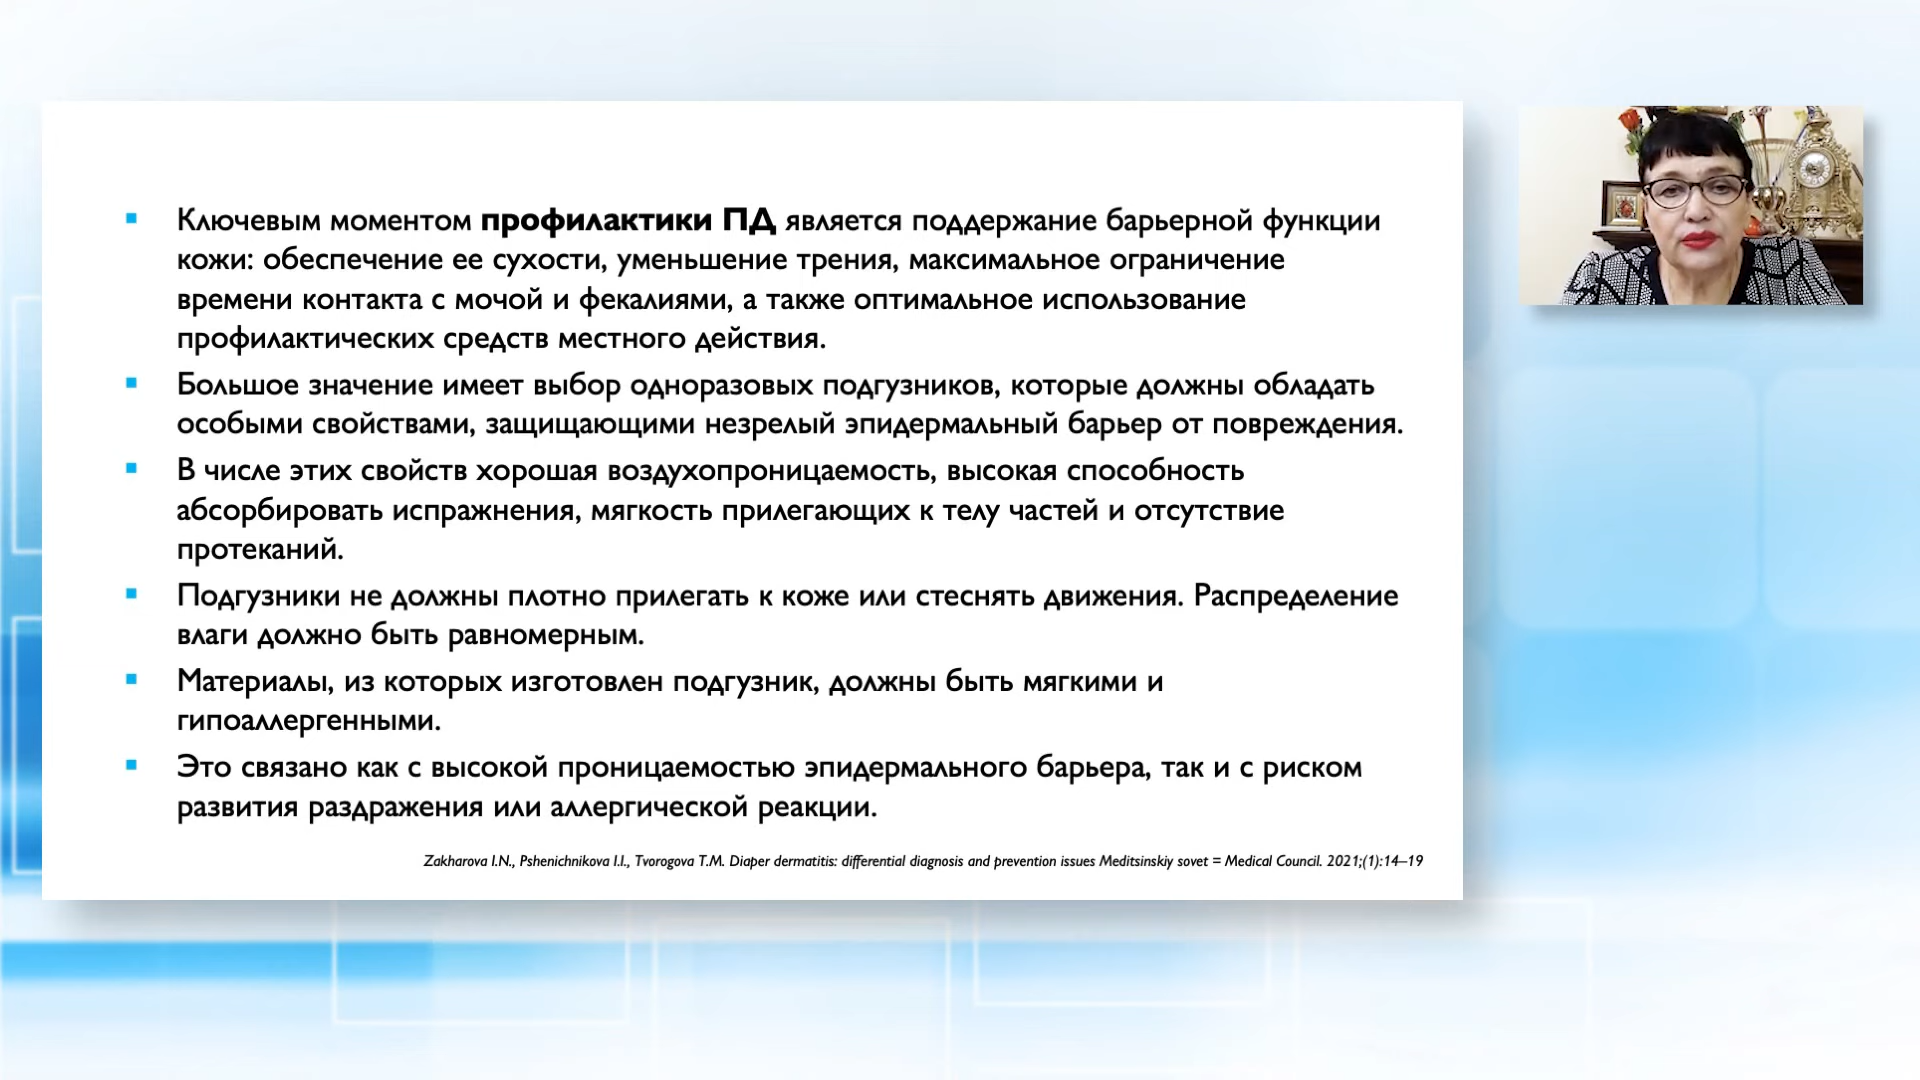 Ключевым моментом профилактики ПД является поддержание барьерной функции
кожи: обеспечение ее сухости, уменьшение трения, максимальное ограничение
времени контакта с мочой и фекалиями, а также оптимальное использование
профилактических средств местного действия.
Большое значение имеет выбор одноразовых подгузников, которые должны обладать
особыми свойствами, защищающими незрелый эпидермальный барьер от повреждения.
В числе этих свойств хорошая воздухопроницаемость, высокая способность
абсорбировать испражнения, мягкость прилегающих к телу частей и отсутствие
протеканий.
Подгузники не должны плотно прилегать к коже или стеснять движения. Распределение
влаги должно быть равномерным.
Материалы, из которых изготовлен подгузник, должны быть мягкими и
гипоаллергенными.
Это связано как с высокой проницаемостью эпидермального барьера, так и с риском
развития раздражения или аллергической реакции.
Zakharova I.N., Pshenichnikova I.I., Tvorogova T.M. Diaper dermatitis: differential diagnosis and prevention issues Meditsinskiy sovet = Medical Council. 2021;(1):14–19